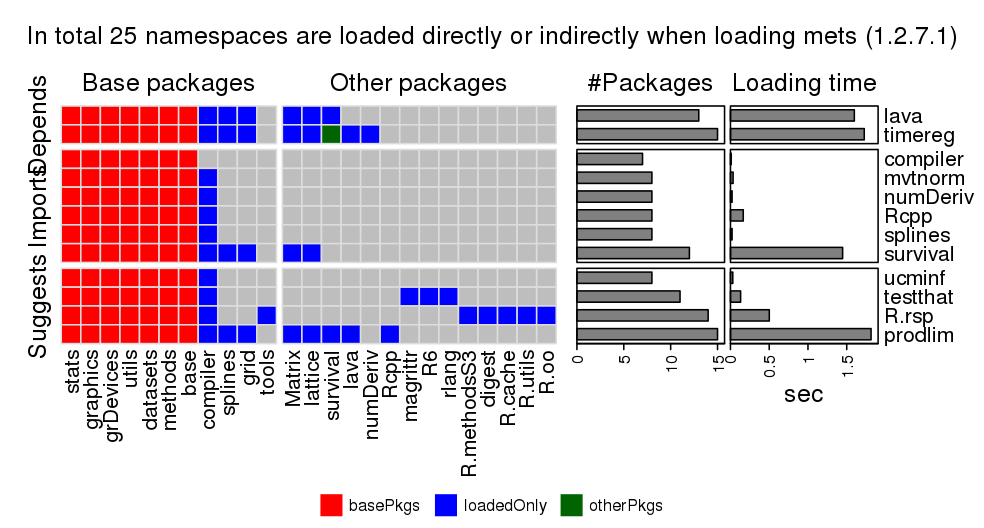 In total 25 namespaces are loaded directly or indirectly when loading mets (1.2.7.1)
Base packages
Other packages
#Packages
Loading time
Depends
Imports
Suggests
lava
timereg
compiler
mvtnorm
numDeriv
Rcpp
splines
survival
ucminf
testthat
R.rsp
prodlim
stats
graphics
grDevices
utils
datasets
methods
base
compiler
splines
grid
tools
Matrix
lattice
survival
lava
numDeriv
Rcpp
magrittr
R6
rlang
R.methodsS3
digest
R.cache
R.utils
R.oo
0 5 10 15
0 0.5 1 1.5
sec
basePkgs loadedOnly otherPkgs